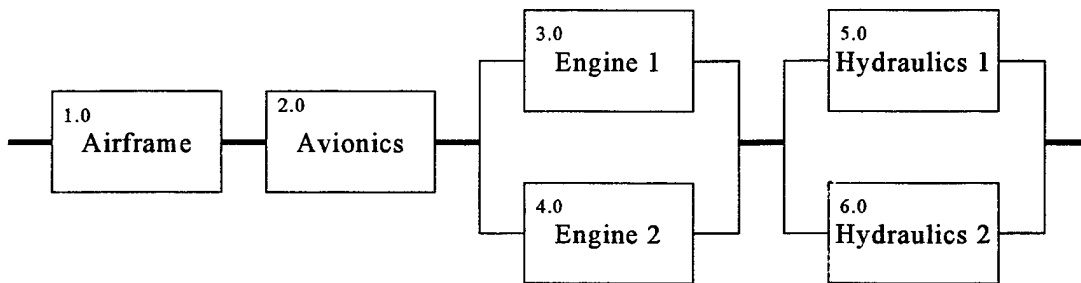 1.0
Airframe
2.0
Avionics
3.0
Engine 1
4.0
Engine 2
5.0
Hydraulics 1
6.0
Hydraulics 2